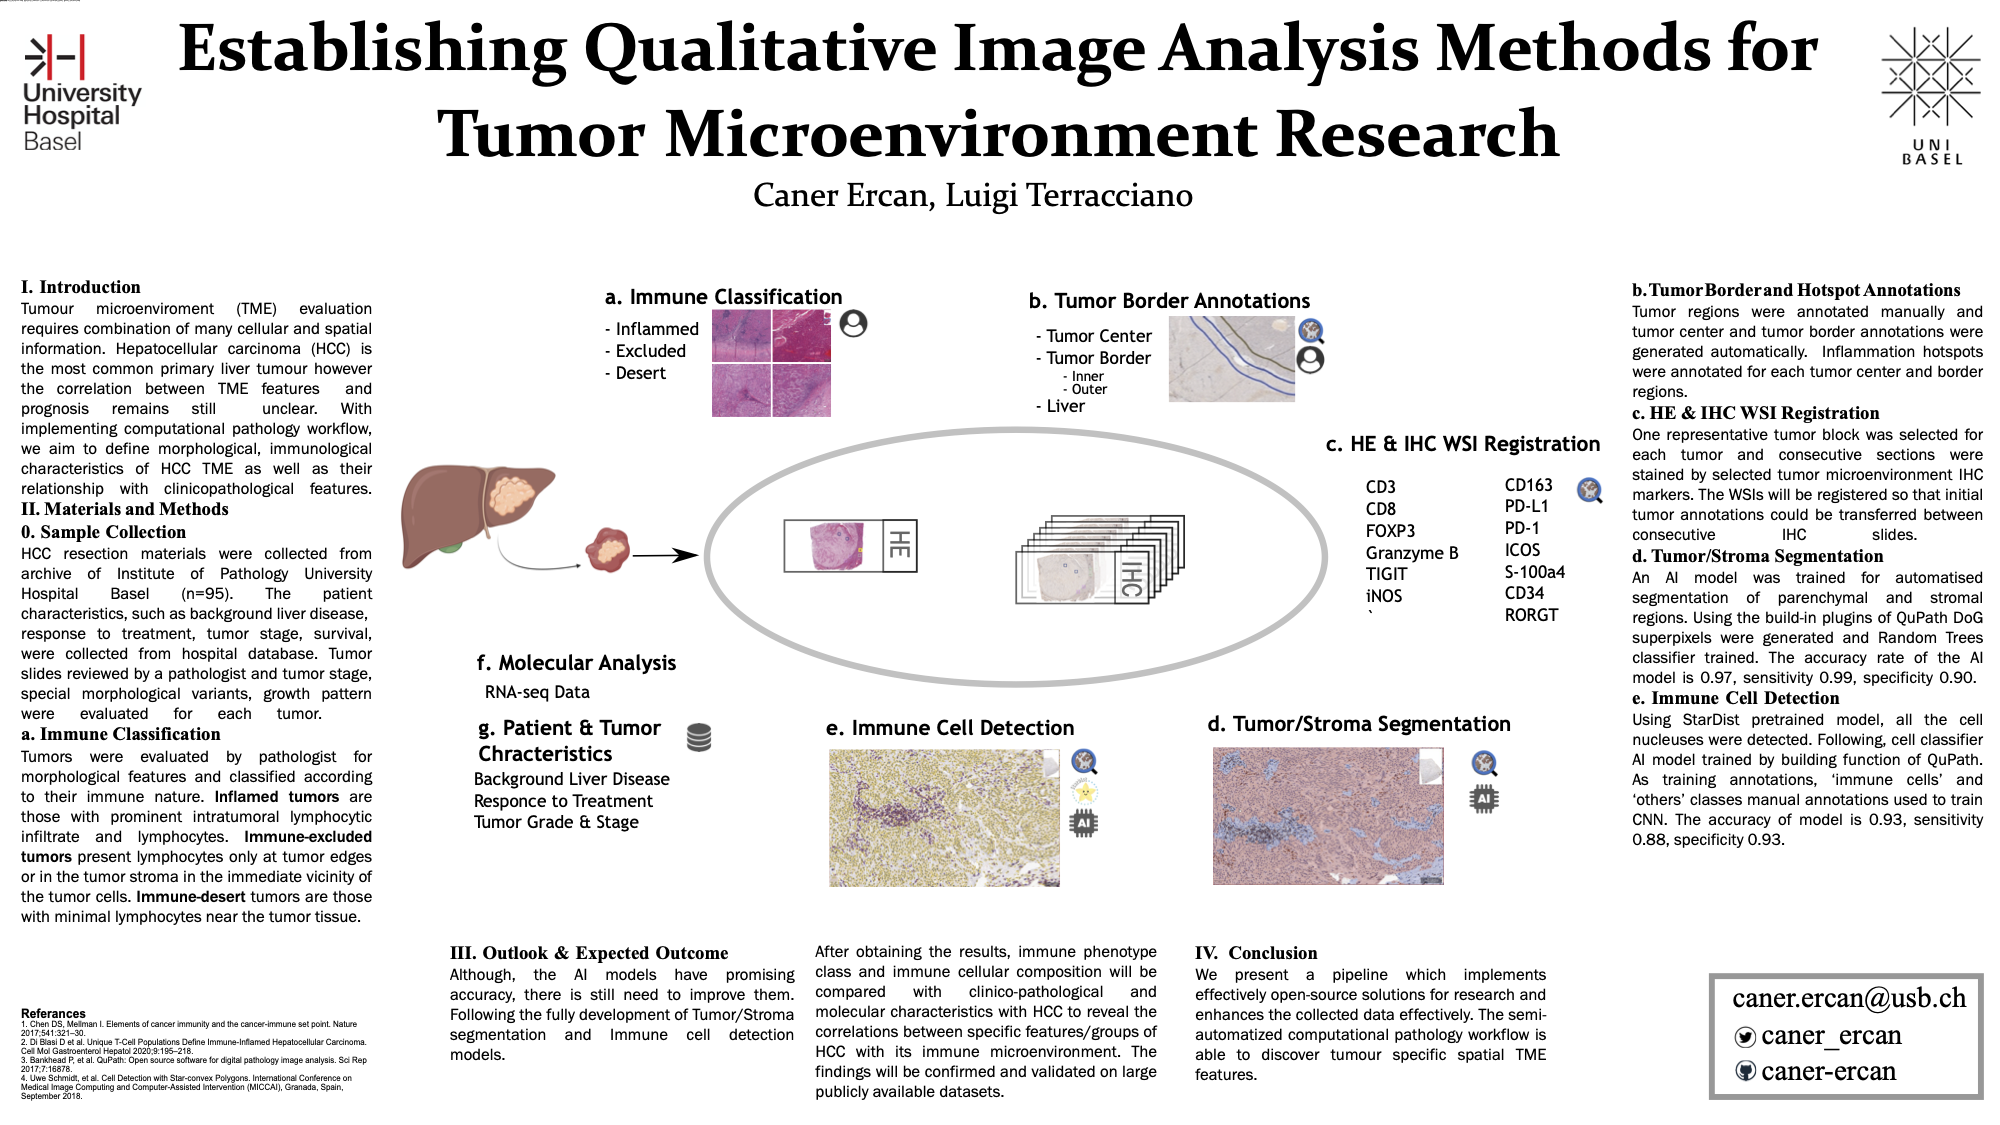 Establishing Qualitative Image Analysis Methods for
Tumor Microenvironment Research
Caner Ercan, Luigi Terracciano
University
Hospital
Basel
UNI
BASEL
I. Introduction
Tumour microenviroment (TME) evaluation
requires combination of many cellular and spatial
information. Hepatocellular carcinoma (HCC) is
the most common primary liver tumour however
the correlation between TME features and
prognosis remains still unclear. With
implementing computational pathology workflow,
we aim to define morphological, immunological
characteristics of HCC TME as well as their
relationship with clinicopathological features.
II. Materials and Methods
0. Sample Collection
HCC resection materials were collected from
archive of Institute of Pathology University
Hospital Basel (n=95). The patient
characteristics, such as background liver disease,
response to treatment, tumor stage, survival,
were collected from hospital database. Tumor
slides reviewed by a pathologist and tumor stage,
special morphological variants, growth pattern
were evaluated for each tumor.
a. Immune Classification
Tumors were evaluated by pathologist for
morphological features and classified according
to their immune nature. Inflamed tumors are
those with prominent intratumoral lymphocytic
infiltrate and lymphocytes. Immune-excluded
tumors present lymphocytes only at tumor edges
or in the tumor stroma in the immediate vicinity of
the tumor cells. Immune-desert tumors are those
with minimal lymphocytes near the tumor tissue.
References
1. Chen DS, Mellman I. Elements of cancer immunity and the cancer-immune set point. Nature
2017;541:321–30.
2. Di Blasi D et al. Unique T-Cell Populations Define Immune-Inflamed Hepatocellular Carcinoma.
Cell Mol Gastroenterol Hepatol 2020;9:195–218.
3. Bankhead P, et al. QuPath: Open source software for digital pathology image analysis. Sci Rep
2017;7:16878.
4. Uwe Schmidt, et al. Cell Detection with Star-convex Polygons. International Conference on
Medical Image Computing and Computer-Assisted Intervention (MICCAI), Granada, Spain,
September 2018.
a. Immune Classification
- Inflammed
- Excluded
- Desert
b. Tumor Border Annotations
- Tumor Center
- Tumor Border
- Inner
- Outer
- Liver
c. HE & IHC WSI Registration
CD3
CD8
FOXP3
Granzyme B
TIGIT
iNOS
`
CD163
PD-L1
PD-1
ICOS
S-100a4
CD34
RORGT
HE
IHC
f. Molecular Analysis
RNA-seq Data
g. Patient & Tumor
Chracteristics
Background Liver Disease
Responce to Treatment
Tumor Grade & Stage
e. Immune Cell Detection
AI
d. Tumor/Stroma Segmentation
AI
III. Outlook & Expected Outcome
Although, the AI models have promising
accuracy, there is still need to improve them.
Following the fully development of Tumor/Stroma
segmentation and Immune cell detection
models.
After obtaining the results, immune phenotype
class and immune cellular composition will be
compared with clinico-pathological and
molecular characteristics with HCC to reveal the
correlations between specific features/groups of
HCC with its immune microenvironment. The
findings will be confirmed and validated on large
publicly available datasets.
IV. Conclusion
We present a pipeline which implements
effectively open-source solutions for research and
enhances the collected data effectively. The semi-
automatized computational pathology workflow is
able to discover tumour specific spatial TME
features.
b.Tumor Border and Hotspot Annotations
Tumor regions were annotated manually and
tumor center and tumor border annotations were
generated automatically. Inflammation hotspots
were annotated for each tumor center and border
regions.
c. HE & IHC WSI Registration
One representative tumor block was selected for
each tumor and consecutive sections were
stained by selected tumor microenvironment IHC
markers. The WSIs will be registered so that initial
tumor annotations could be transferred between
consecutive IHC slides.
d. Tumor/Stroma Segmentation
An AI model was trained for automatised
segmentation of parenchymal and stromal
regions. Using the build-in plugins of QuPath DoG
superpixels were generated and Random Trees
classifier trained. The accuracy rate of the AI
model is 0.97, sensitivity 0.99, specificity 0.90.
e. Immune Cell Detection
Using StarDist pretrained model, all the cell
nucleuses were detected. Following, cell classifier
AI model trained by building function of QuPath.
As training annotations, ‘immune cells’ and
‘others’ classes manual annotations used to train
CNN. The accuracy of model is 0.93, sensitivity
0.88, specificity 0.93.
caner.ercan@usb.ch
caner_ercan
caner-ercan